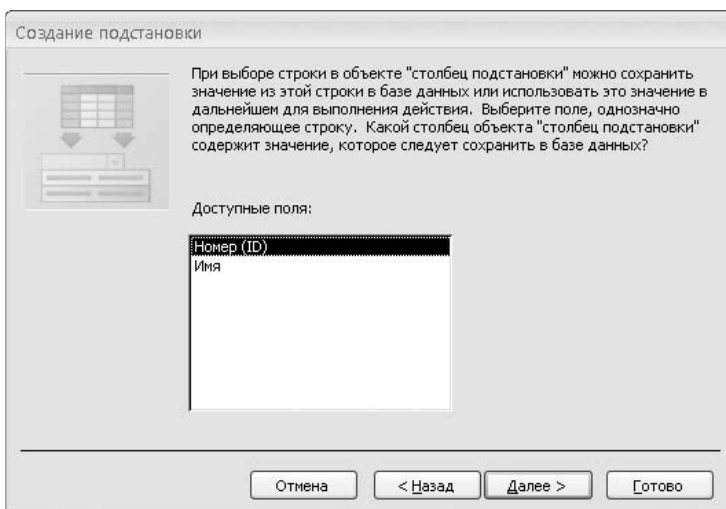 Создание подстановки
При выборе строки в объекте "столбец подстановки" можно сохранить
значение из этой строки в базе данных или использовать это значение в
дальнейшем для выполнения действия. Выберите поле, однозначно
определяющее строку. Какой столбец объекта "столбец подстановки"
содержит значение, которое следует сохранить в базе данных?
Доступные поля:
Номер (ID)
Имя
Отмена
< Назад
Далее >
Готово